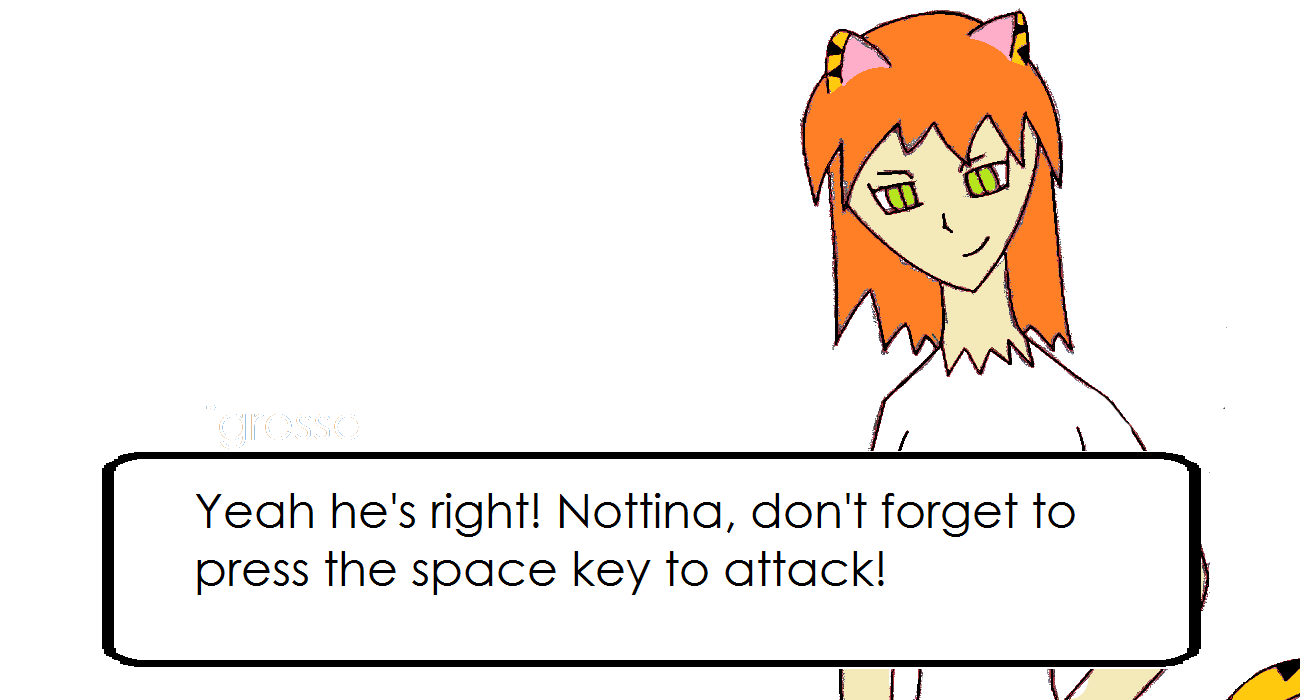 Yeah he's right! Nottina, don't forget to
press the space key to attack!